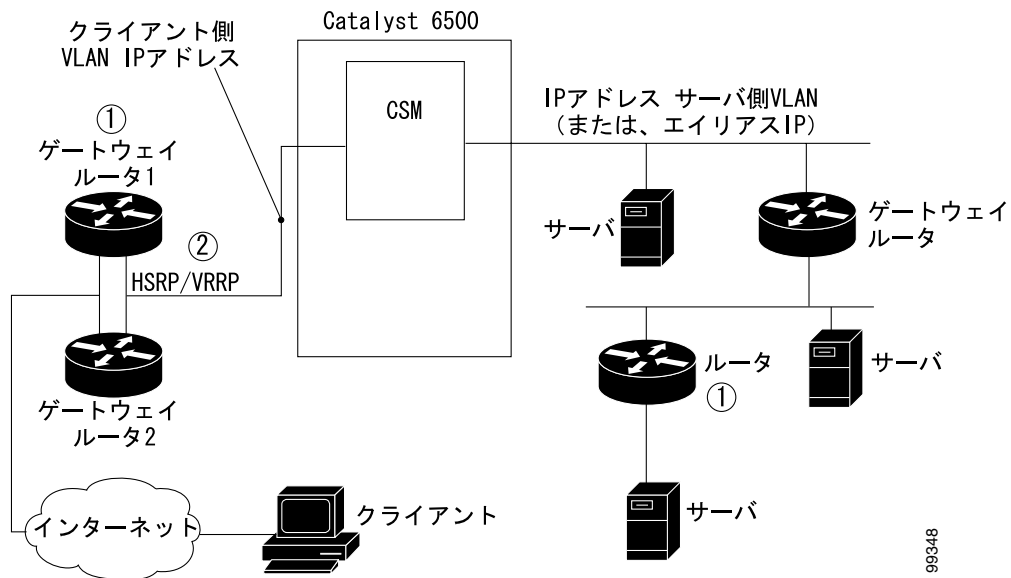 クライアント側
VLAN IPアドレス
Catalyst 6500
CSM
IPアドレス サーバ側VLAN
(または、エイリアスIP)
①
ゲートウェイ
ルータ1
②
HSRP/VRRP
サーバ
ゲートウェイ
ルータ
ゲートウェイ
ルータ2
ルータ
①
サーバ
インターネット
クライアント
サーバ
99348